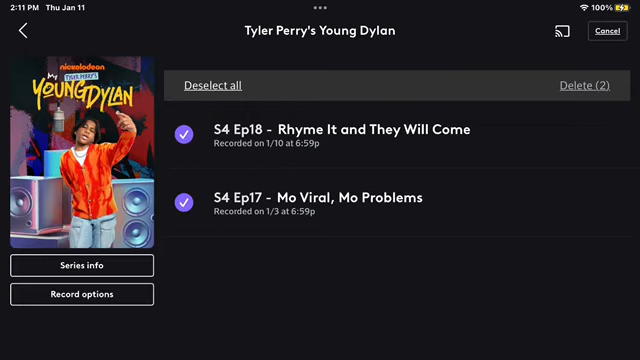 2:11 PM Thu Jan 11
100%
Tyler Perry's Young Dylan
Cancel
nickelodeon
TYLER PERRY'S
YOUNG DYLAN
Series info
Record options
Deselect all
Delete (2)
S4 Ep18 - Rhyme It and They Will Come
Recorded on 1/10 at 6:59p
S4 Ep17 - Mo Viral, Mo Problems
Recorded on 1/3 at 6:59p